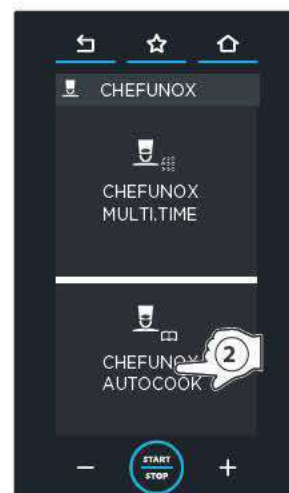 CHEFUNOX
CHEFUNOX
MULTI.TIME
CHEFUNOX
AUTOCOOK
2
− START STOP +